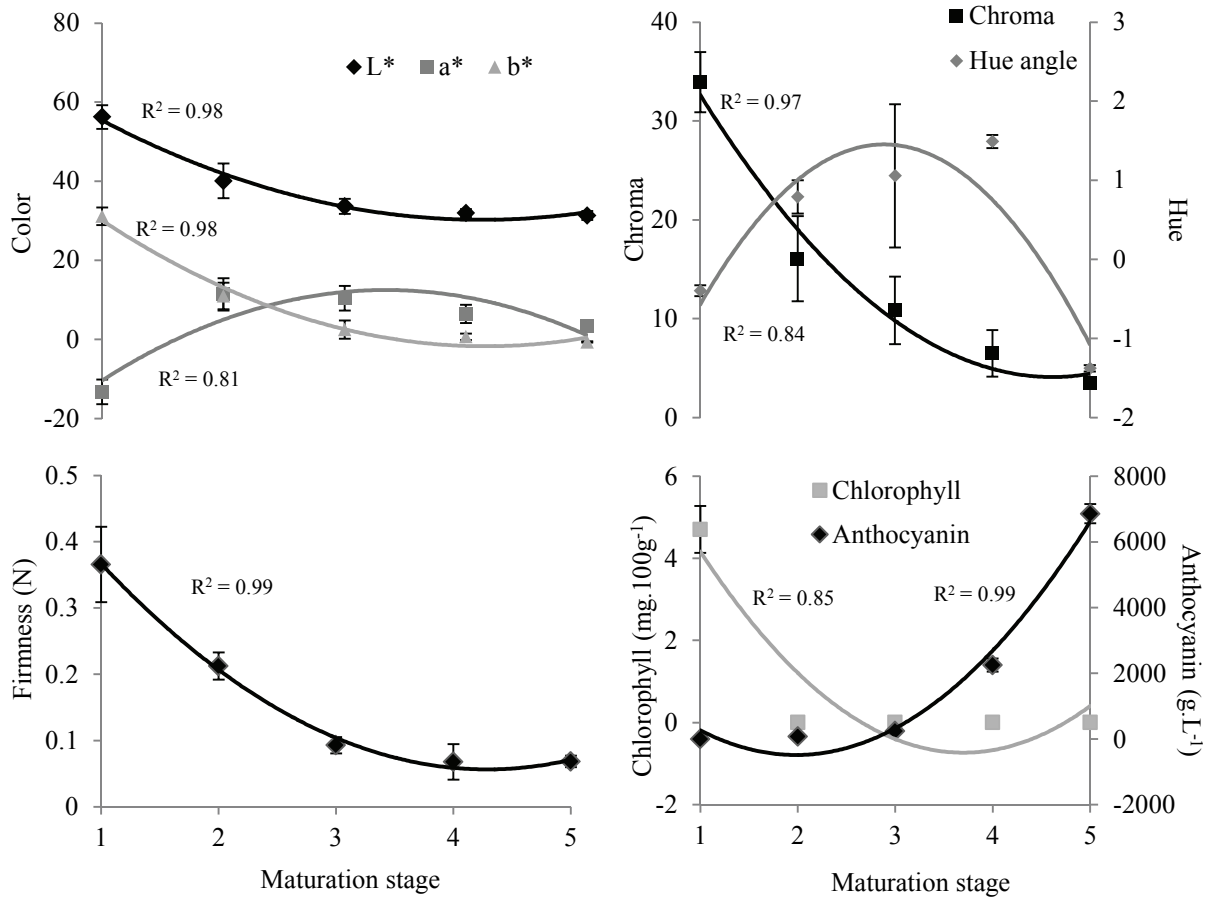 80
60
40
20
0
-20
Color
L*
a*
b*
R² = 0.98
R² = 0.98
R² = 0.81
40
30
20
10
0
Chroma
Chroma
Hue angle
R² = 0.97
R² = 0.84
3
2
1
0
-1
-2
Hue
0.5
0.4
0.3
0.2
0.1
0
Firmness (N)
R² = 0.99
1 2 3 4 5
Maturation stage
6
4
2
0
-2
Chlorophyll (mg.100g⁻¹)
Chlorophyll
Anthocyanin
R² = 0.85
R² = 0.99
8000
6000
4000
2000
0
-2000
Anthocyanin (g.L⁻¹)
1 2 3 4 5
Maturation stage